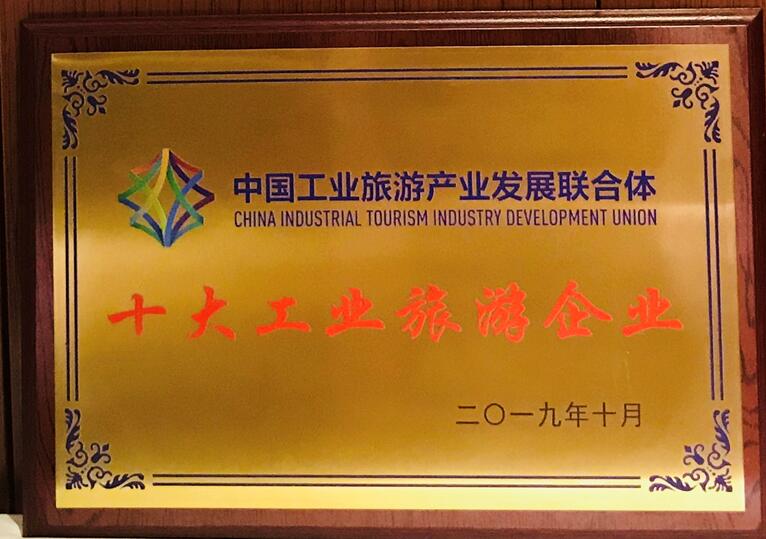 中国工业旅游产业发展联合体
CHINA INDUSTRIAL TOURISM INDUSTRY DEVELOPMENT UNION
十大工业旅游企业
二〇一九年十月